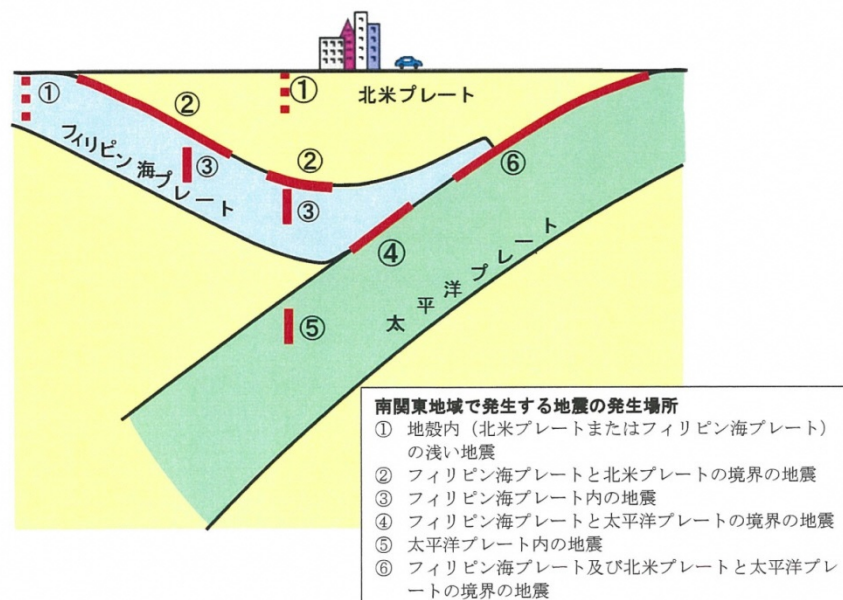 ①
②
①
北米プレート
フィリピン海プレート
③
②
③
⑥
④
太平洋プレート
⑤
南関東地域で発生する地震の発生場所
① 地殻内（北米プレートまたはフィリピン海プレート）
の浅い地震
② フィリピン海プレートと北米プレートの境界の地震
③ フィリピン海プレート内の地震
④ フィリピン海プレートと太平洋プレートの境界の地震
⑤ 太平洋プレート内の地震
⑥ フィリピン海プレート及び北米プレートと太平洋プレ
ートの境界の地震